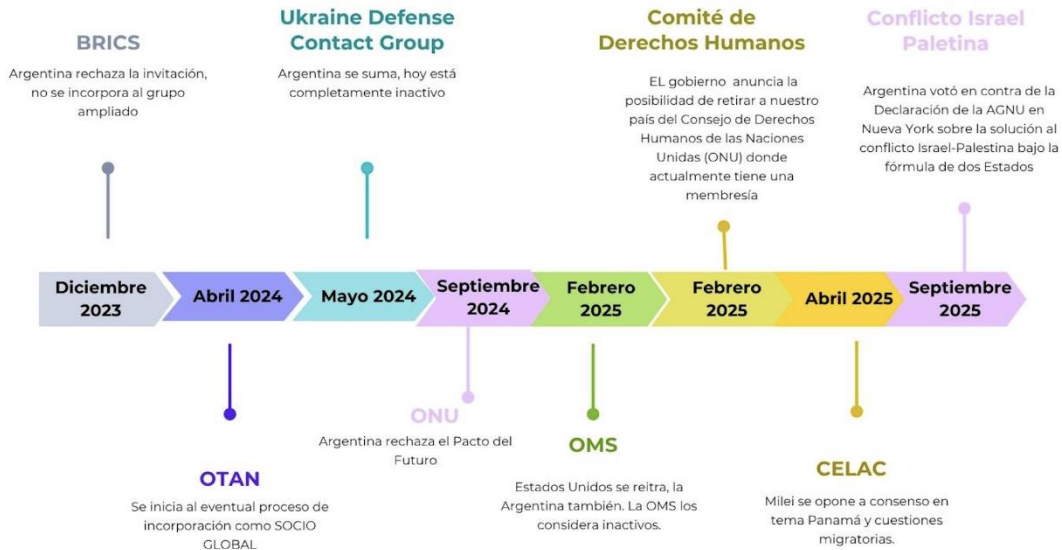 BRICS
Argentina rechaza la invitación,
no se incorpora al grupo
ampliado
Ukraine Defense
Contact Group
Argentina se suma, hoy está
completamente inactivo
Comité de
Derechos Humanos
EL gobierno anuncia la
posibilidad de retirar a nuestro
país del Consejo de Derechos
Humanos de las Naciones
Unidas (ONU) donde
actualmente tiene una
membresía
Conflicto Israel
Paletina
Argentina votó en contra de la
Declaración de la AGNU en
Nueva York sobre la solución al
conflicto Israel-Palestina bajo la
fórmula de dos Estados
Diciembre
2023
Abril 2024
Mayo 2024
Septiembre
2024
Febrero
2025
Febrero
2025
Abril 2025
Septiembre
2025
OTAN
Se inicia al eventual proceso de
incorporación como SOCIO
GLOBAL
ONU
Argentina rechaza el Pacto del
Futuro
OMS
Estados Unidos se reitra, la
Argentina también. La OMS los
considera inactivos.
CELAC
Milei se opone a consenso en
tema Panamá y cuestiones
migratorias.